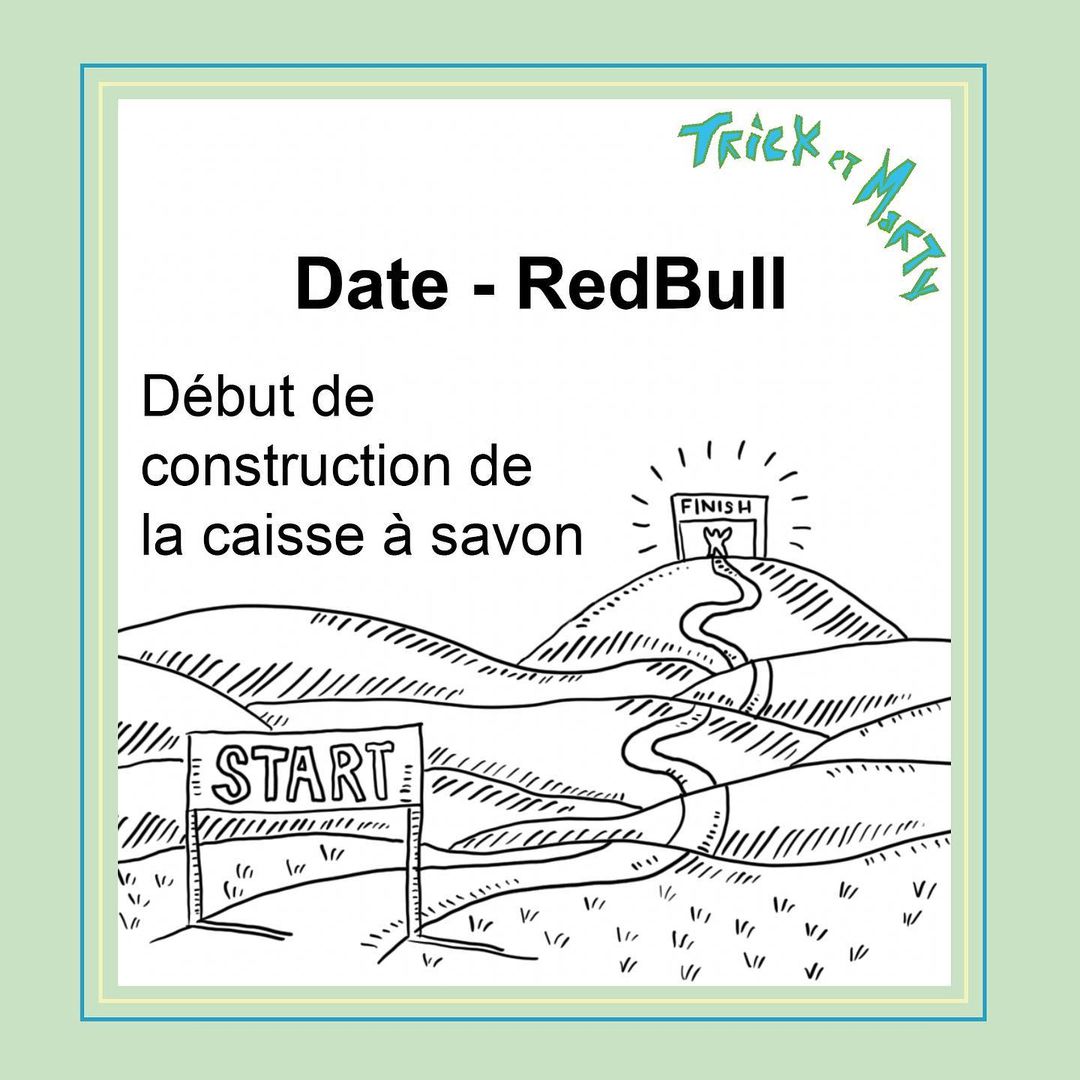 TRiCK eT MaRTy
Date - RedBull
Début de
construction de
la caisse à savon
FINISH
START